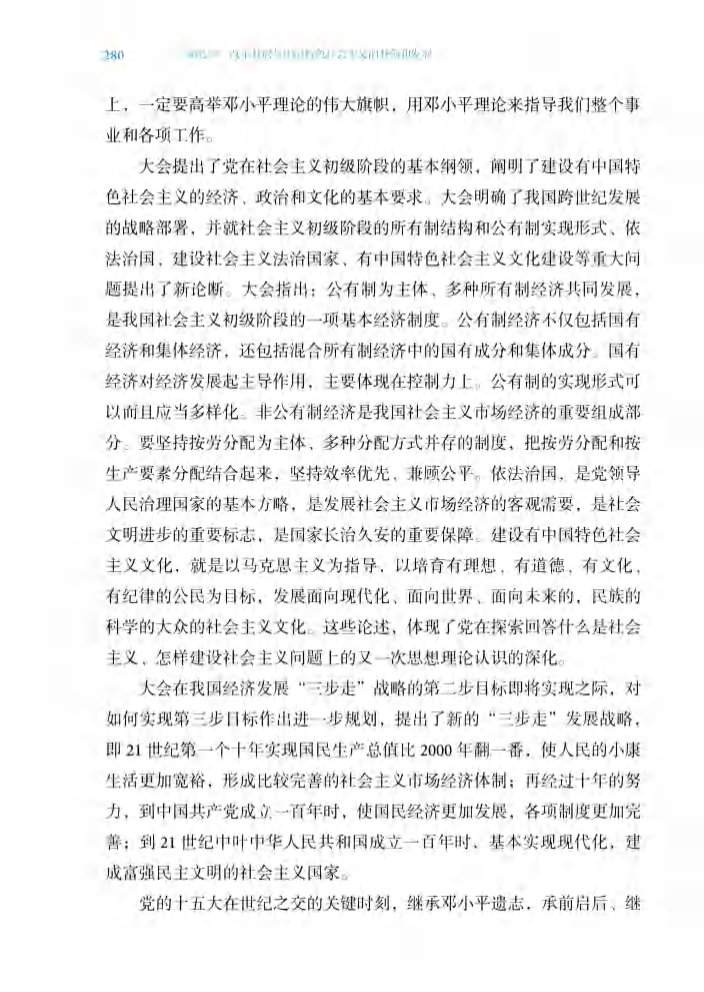 280
上，一定要高举邓小平理论的伟大旗帜，用邓小平理论来指导我们整个事
业和各项工作。
大会提出了党在社会主义初级阶段的基本纲领，阐明了建设有中国特
色社会主义的经济、政治和文化的基本要求。大会明确了我国跨世纪发展
的战略部署，并就社会主义初级阶段的所有制结构和公有制实现形式、依
法治国、建设社会主义法治国家、有中国特色社会主义文化建设等重大问
题提出了新论断。大会指出：公有制为主体、多种所有制经济共同发展，
是我国社会主义初级阶段的一项基本经济制度。公有制经济不仅包括国有
经济和集体经济，还包括混合所有制经济中的国有成分和集体成分。国有
经济对经济发展起主导作用，主要体现在控制力上。公有制的实现形式可
以而且应当多样化。非公有制经济是我国社会主义市场经济的重要组成部
分。要坚持按劳分配为主体、多种分配方式并存的制度，把按劳分配和按
生产要素分配结合起来，坚持效率优先、兼顾公平。依法治国，是党领导
人民治理国家的基本方略，是发展社会主义市场经济的客观需要，是社会
文明进步的重要标志，是国家长治久安的重要保障。建设有中国特色社会
主义文化，就是以马克思主义为指导，以培育有理想、有道德、有文化、
有纪律的公民为目标，发展面向现代化、面向世界、面向未来的，民族的
科学的大众的社会主义文化。这些论述，体现了党在探索回答什么是社会
主义、怎样建设社会主义问题上的又一次思想理论认识的深化。
大会在我国经济发展“三步走”战略的第二步目标即将实现之际，对
如何实现第三步目标作出进一步规划，提出了新的“三步走”发展战略，
即 21 世纪第一个十年实现国民生产总值比 2000 年翻一番，使人民的小康
生活更加宽裕，形成比较完善的社会主义市场经济体制；再经过十年的努
力，到中国共产党成立一百年时，使国民经济更加发展，各项制度更加完
善；到 21 世纪中叶中华人民共和国成立一百年时，基本实现现代化，建
成富强民主文明的社会主义国家。
党的十五大在世纪之交的关键时刻，继承邓小平遗志，承前启后、继